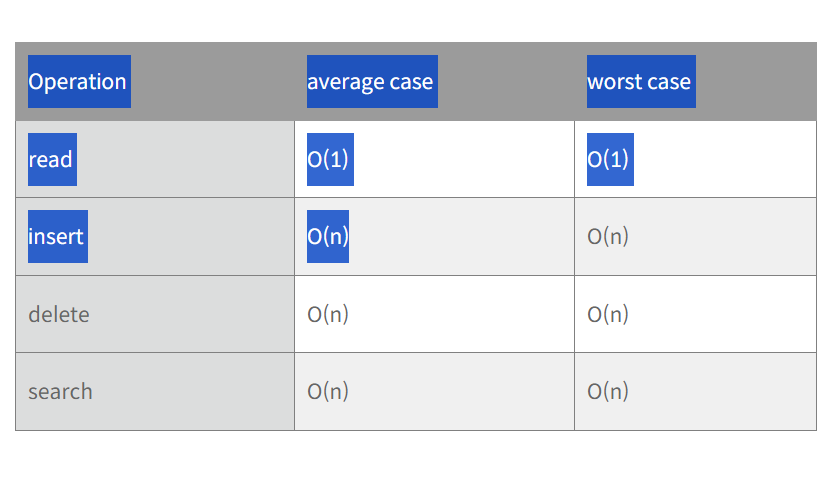 Operation average case worst case
read O(1) O(1)
insert O(n) O(n)
delete O(n) O(n)
search O(n) O(n)